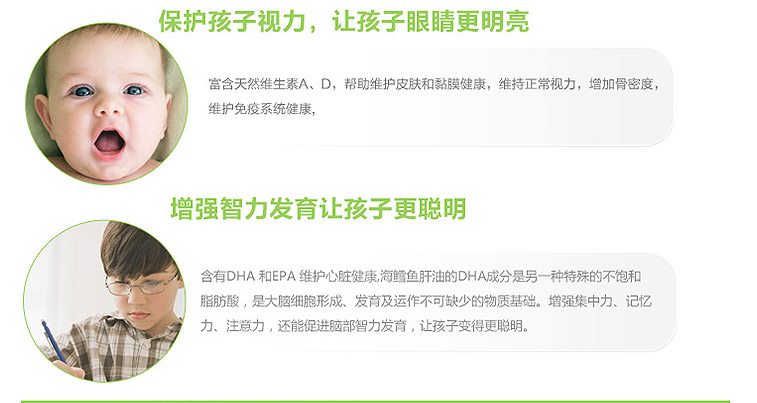 保护孩子视力，让孩子眼睛更明亮
富含天然维生素A、D，帮助维护皮肤和黏膜健康，维持正常视力，增加骨密度，
维护免疫系统健康,
增强智力发育让孩子更聪明
含有DHA 和EPA 维护心脏健康,海鳕鱼肝油的DHA成分是另一种特殊的不饱和
脂肪酸，是大脑细胞形成、发育及运作不可缺少的物质基础。增强集中力、记忆
力、注意力，还能促进脑部智力发育，让孩子变得更聪明。